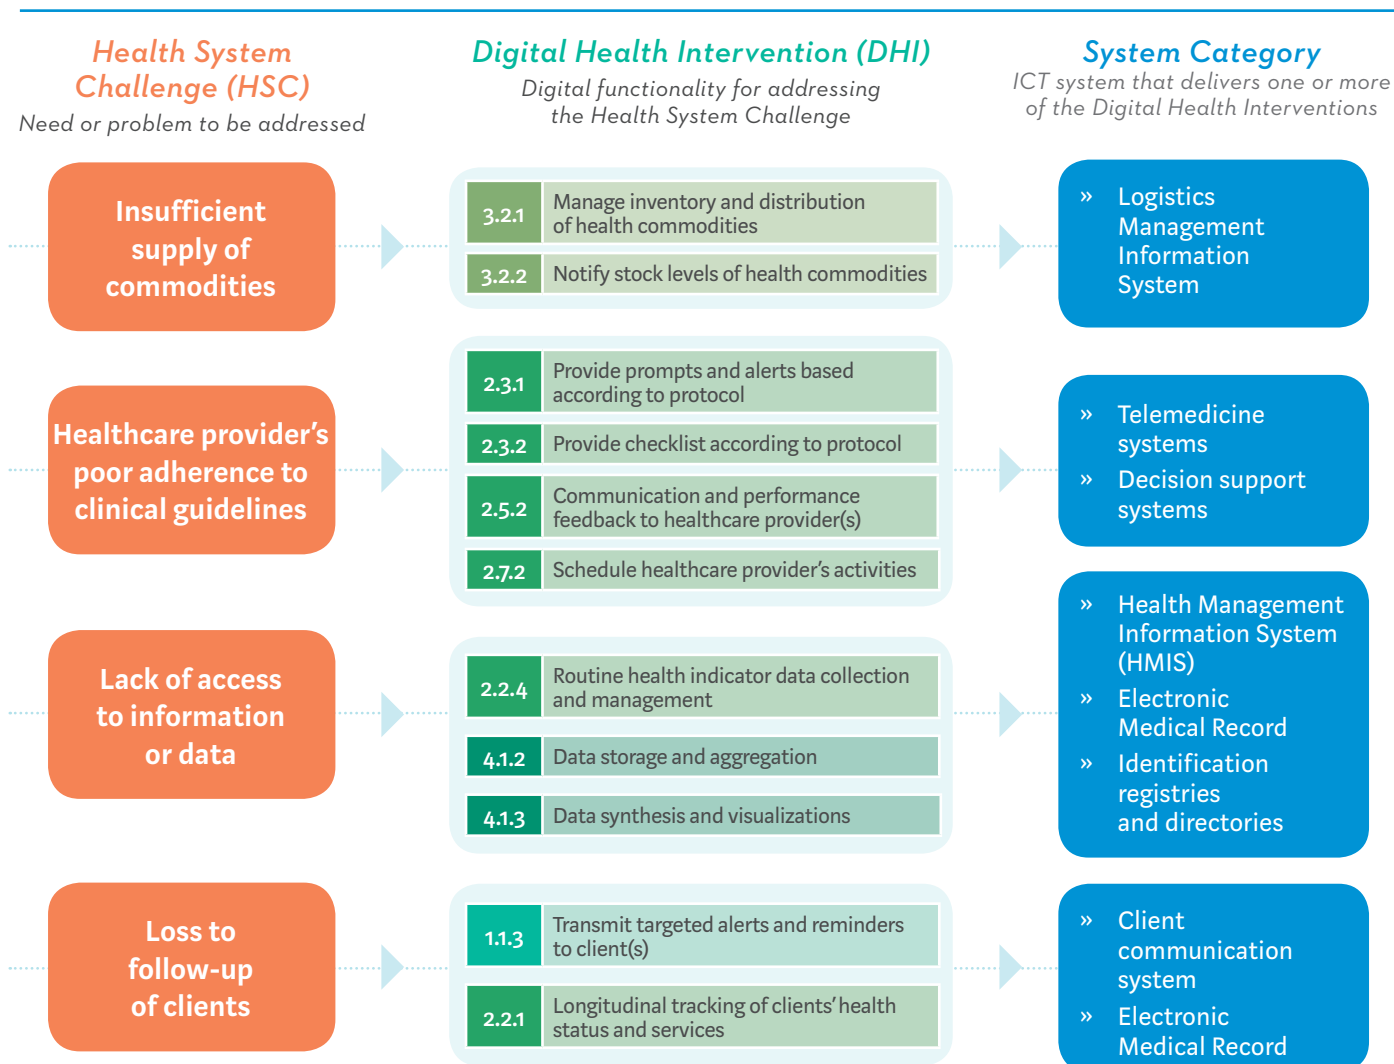 Health System
Challenge (HSC)
Need or problem to be addressed
Digital Health Intervention (DHI)
Digital functionality for addressing
the Health System Challenge
System Category
ICT system that delivers one or more
of the Digital Health Interventions
Insufficient
supply of
commodities
3.2.1
Manage inventory and distribution
of health commodities
3.2.2
Notify stock levels of health commodities
» Logistics
Management
Information
System
Healthcare provider’s
poor adherence to
clinical guidelines
2.3.1
Provide prompts and alerts based
according to protocol
2.3.2
Provide checklist according to protocol
2.5.2
Communication and performance
feedback to healthcare provider(s)
2.7.2
Schedule healthcare provider’s activities
» Telemedicine
systems
» Decision support
systems
Lack of access
to information
or data
2.2.4
Routine health indicator data collection
and management
4.1.2
Data storage and aggregation
4.1.3
Data synthesis and visualizations
» Health Management
Information System
(HMIS)
» Electronic
Medical Record
» Identification
registries
and directories
Loss to
follow-up
of clients
1.1.3
Transmit targeted alerts and reminders
to client(s)
2.2.1
Longitudinal tracking of clients’ health
status and services
» Client
communication
system
» Electronic
Medical Record